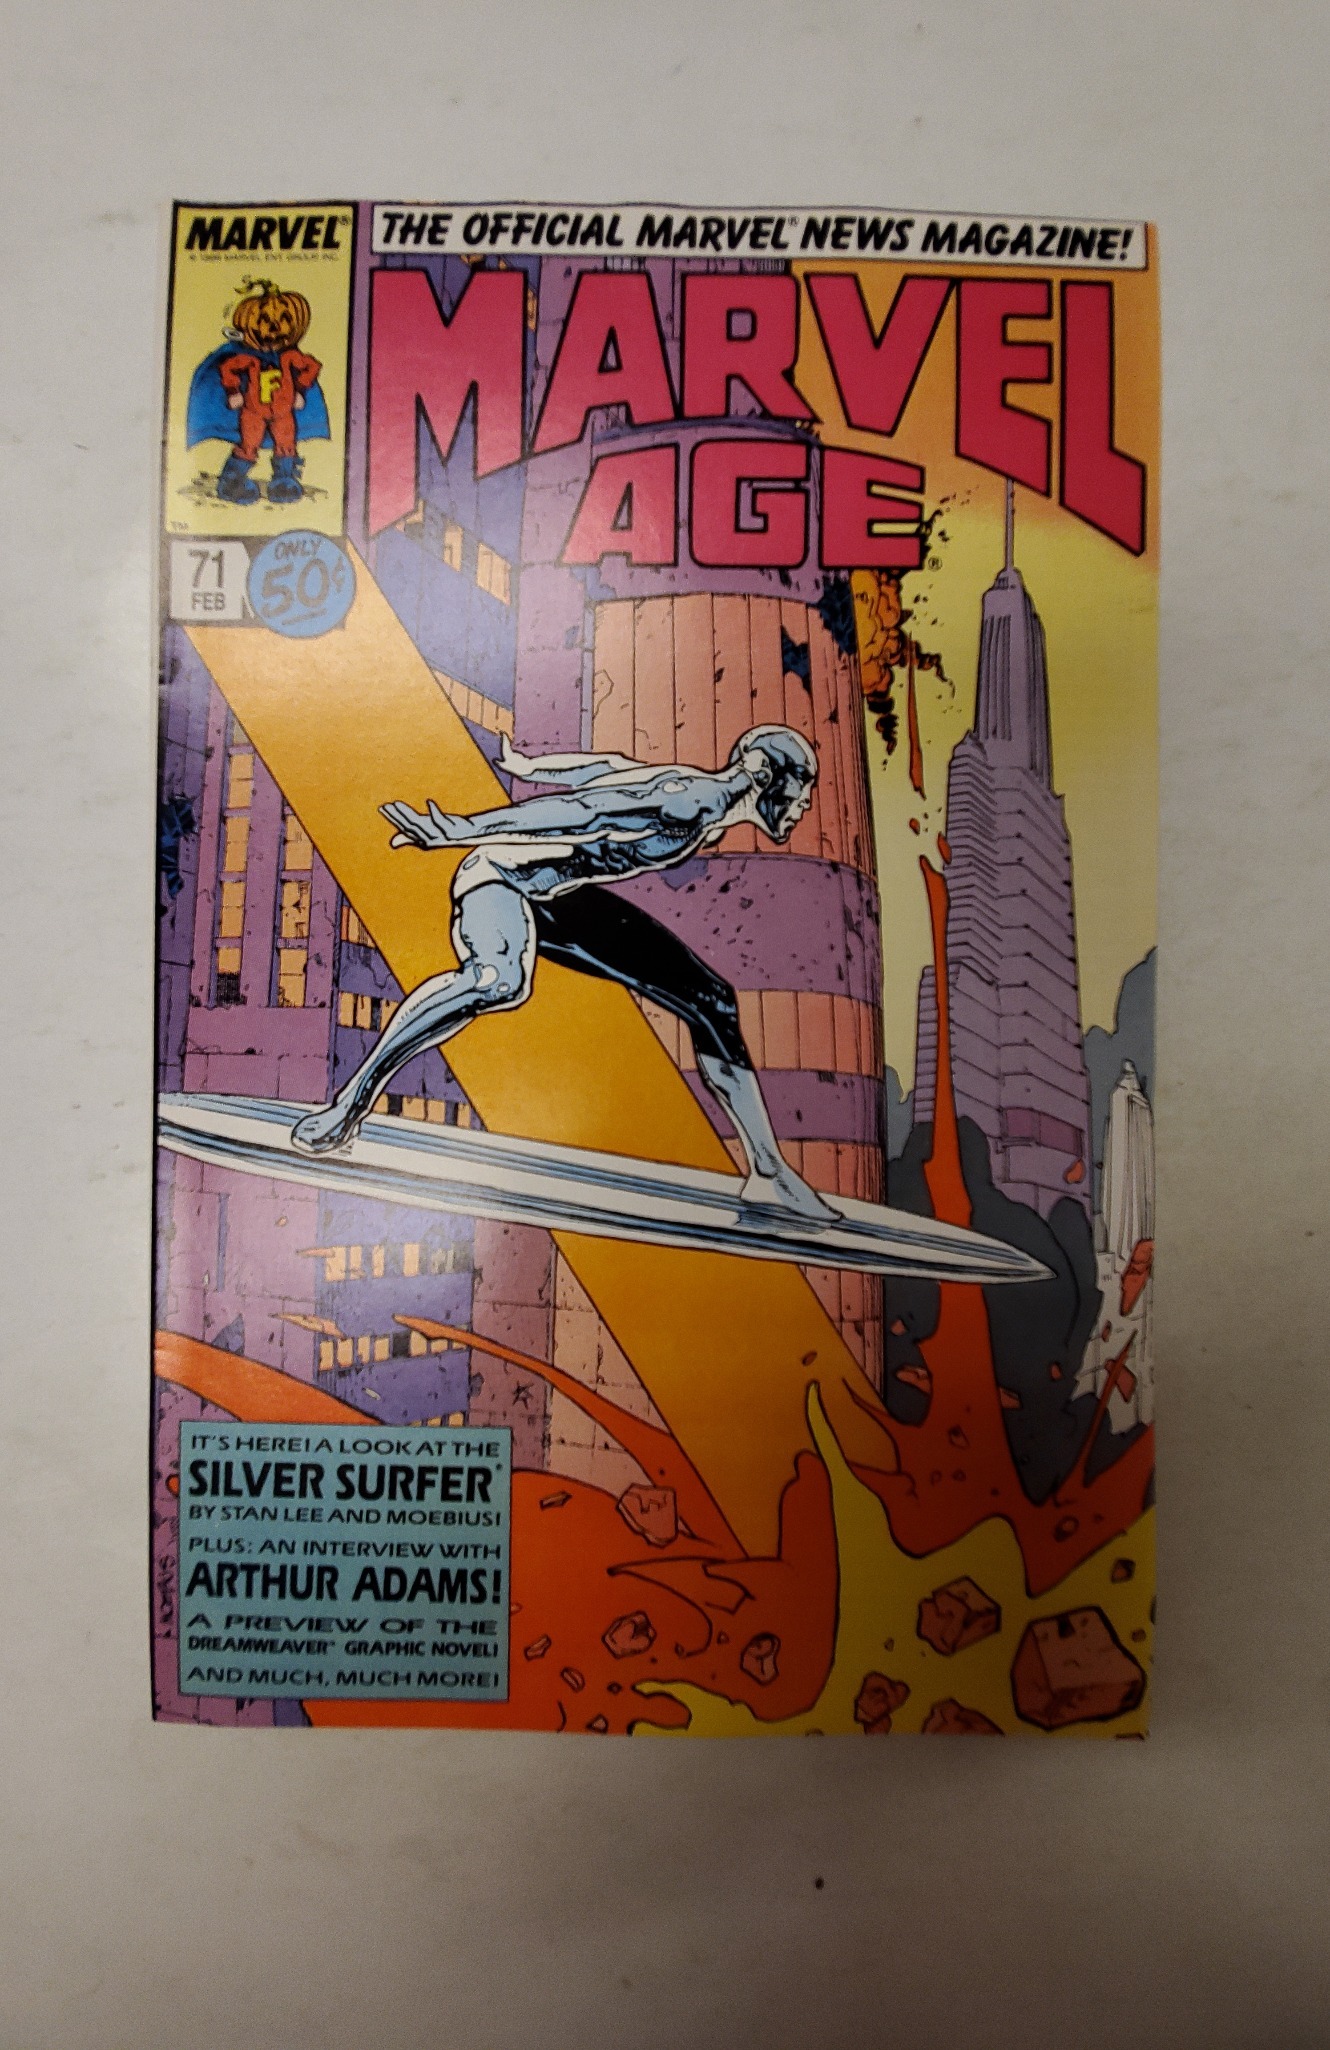 MARVEL®
THE OFFICIAL MARVEL® NEWS MAGAZINE!
MARVEL
AGE®
F
TM
71
FEB
ONLY
50¢
IT'S HERE! A LOOK AT THE
SILVER SURFER
BY STAN LEE AND MOEBIUS!
PLUS: AN INTERVIEW WITH
ARTHUR ADAMS!
A PREVIEW OF THE
DREAMWEAVER™ GRAPHIC NOVEL!
AND MUCH, MUCH MORE!